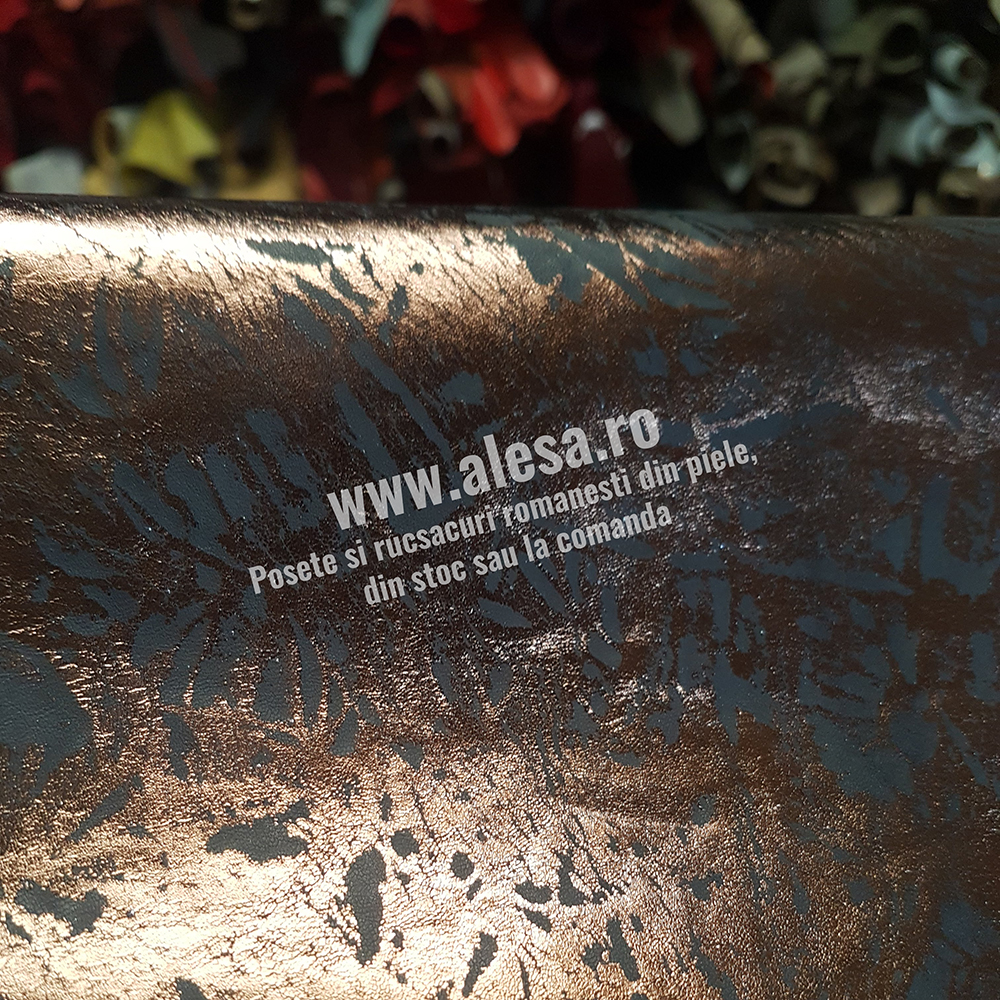 www.alesa.ro
Posete si rucsacuri romanesti din piele,
din stoc sau la comanda